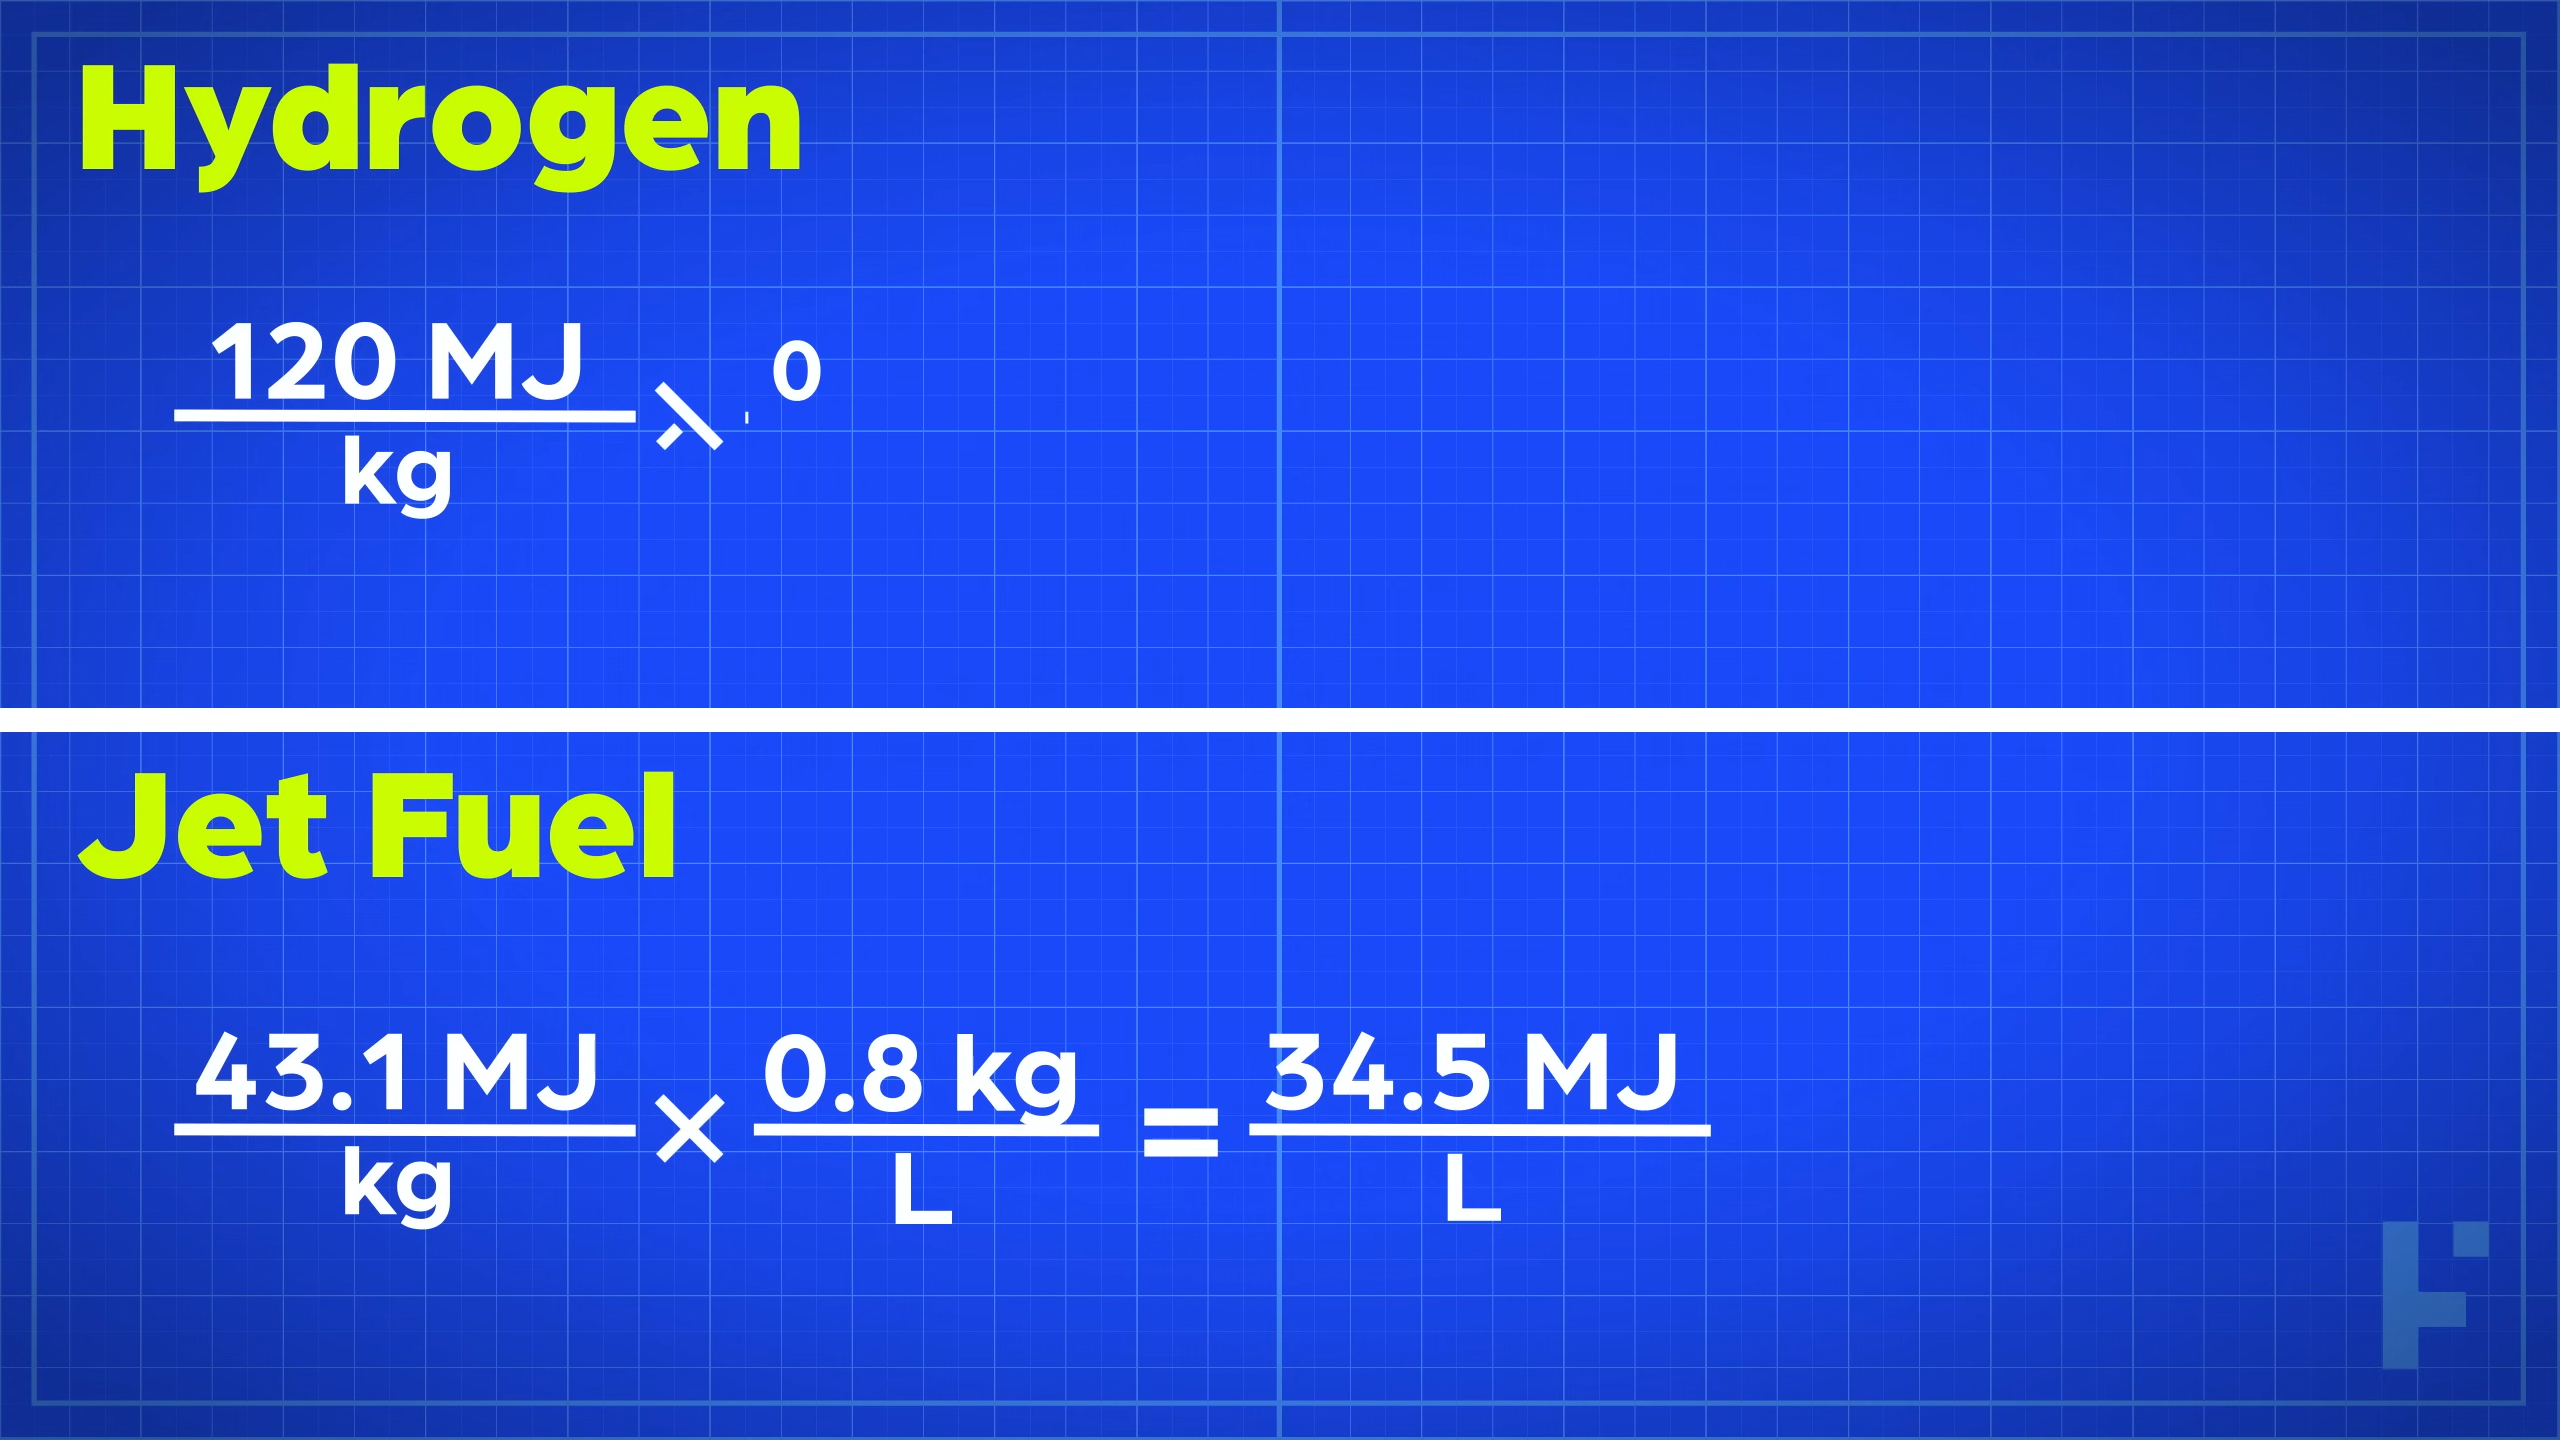 Hydrogen
120 MJ
kg
0
Jet Fuel
43.1 MJ × 0.8 kg = 34.5 MJ
kg L L